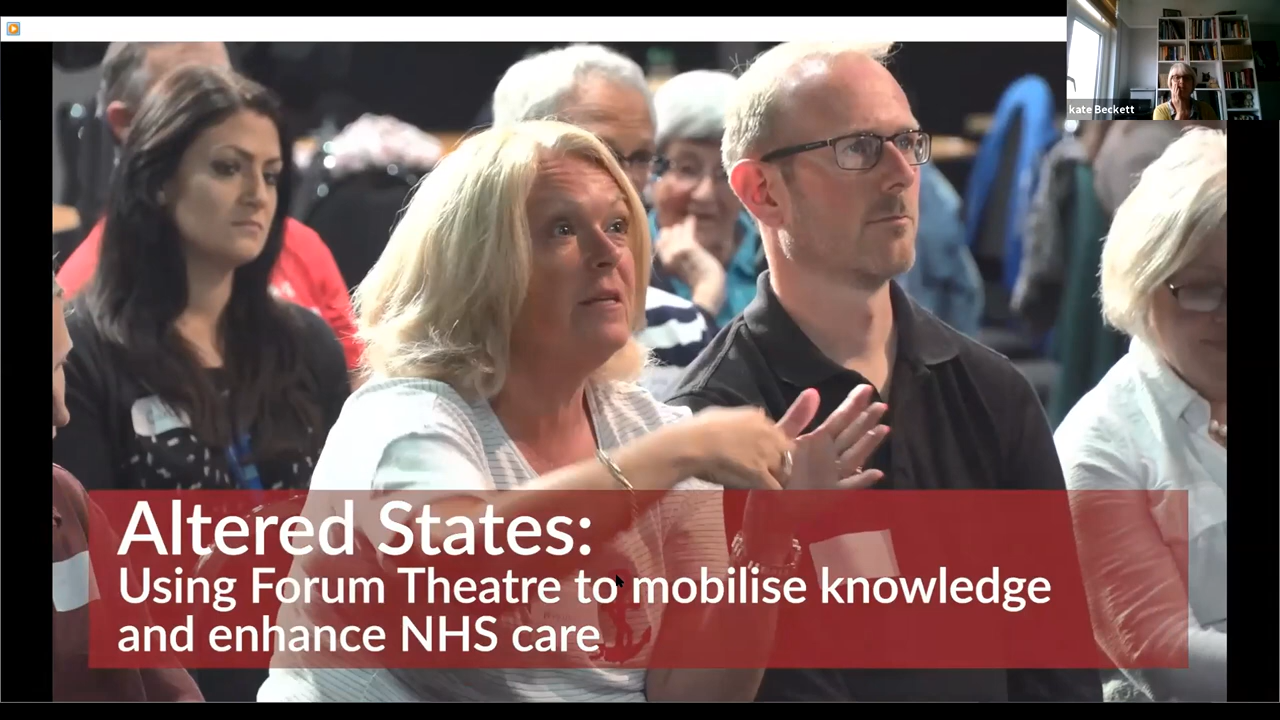 kate Beckett
Altered States:
Using Forum Theatre to mobilise knowledge
and enhance NHS care